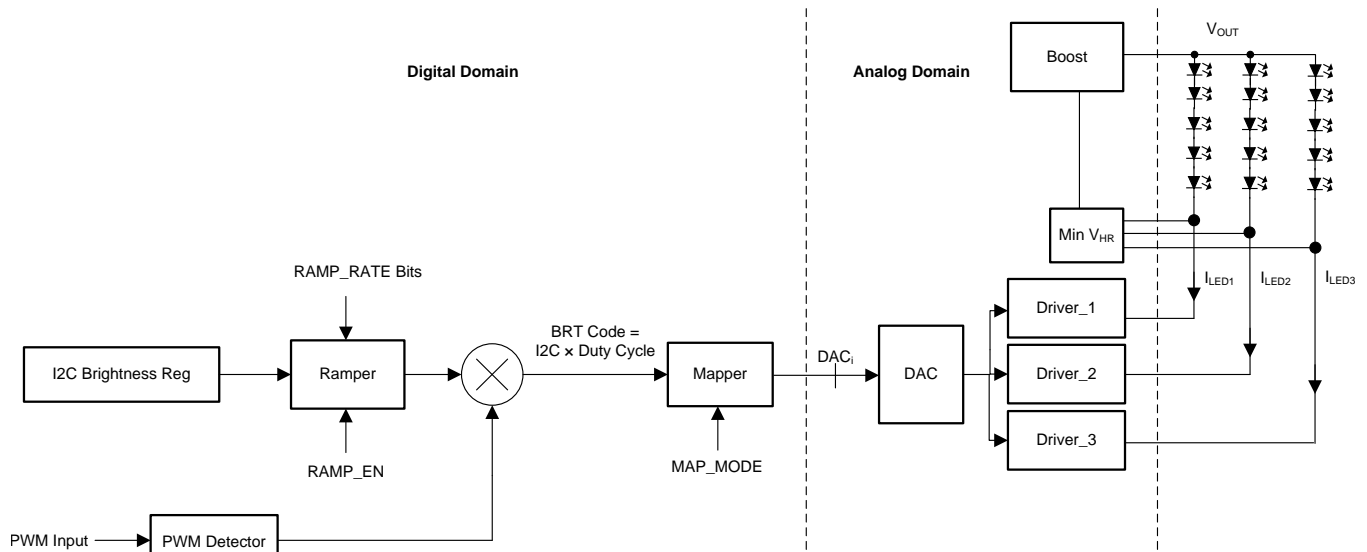 Digital Domain
Analog Domain
Boost
VOUT
Min VHR
ILED1
ILED2
ILED3
RAMP_RATE Bits
I2C Brightness Reg
Ramper
RAMP_EN
BRT Code =
I2C × Duty Cycle
Mapper
MAP_MODE
DACi
DAC
Driver_1
Driver_2
Driver_3
PWM Input
PWM Detector